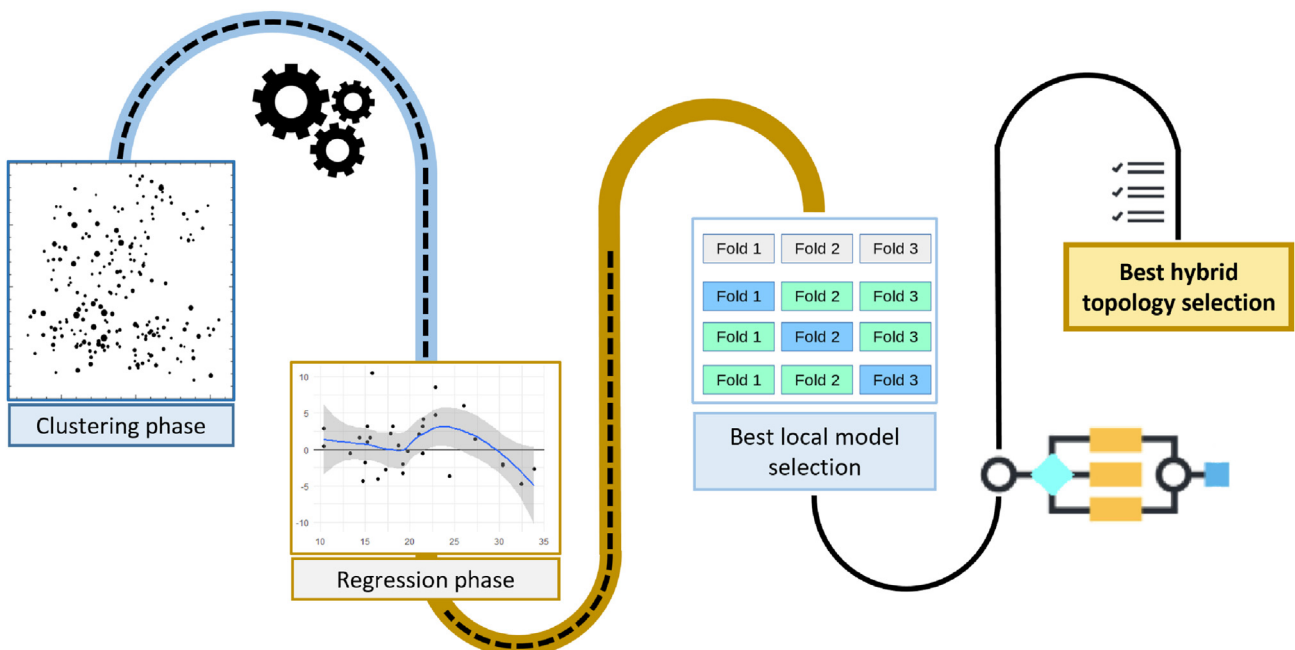 Clustering phase
10
5
0
-5
-10
10 15 20 25 30 35
Regression phase
Fold 1 Fold 2 Fold 3
Fold 1 Fold 2 Fold 3
Fold 1 Fold 2 Fold 3
Fold 1 Fold 2 Fold 3
Best local model
selection
Best hybrid
topology selection